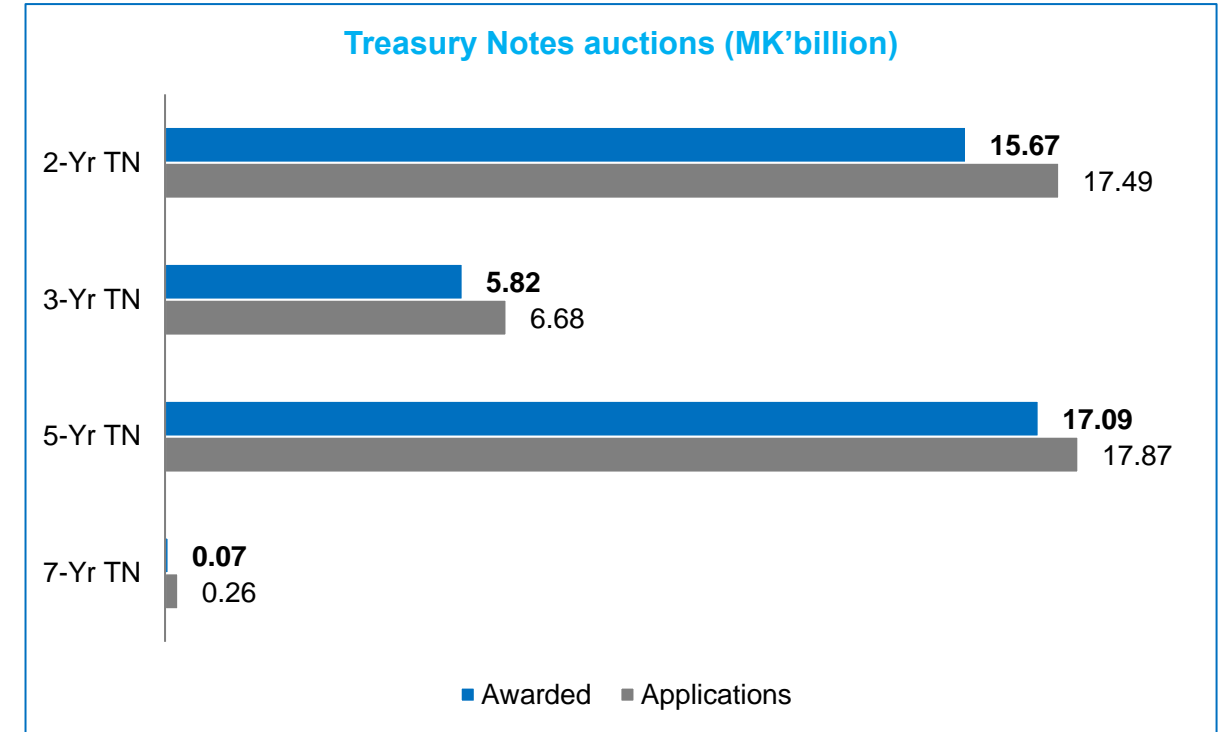 Treasury Notes auctions (MK’billion)
2-Yr TN
15.67
17.49
3-Yr TN
5.82
6.68
5-Yr TN
17.09
17.87
7-Yr TN
0.07
0.26
Awarded Applications